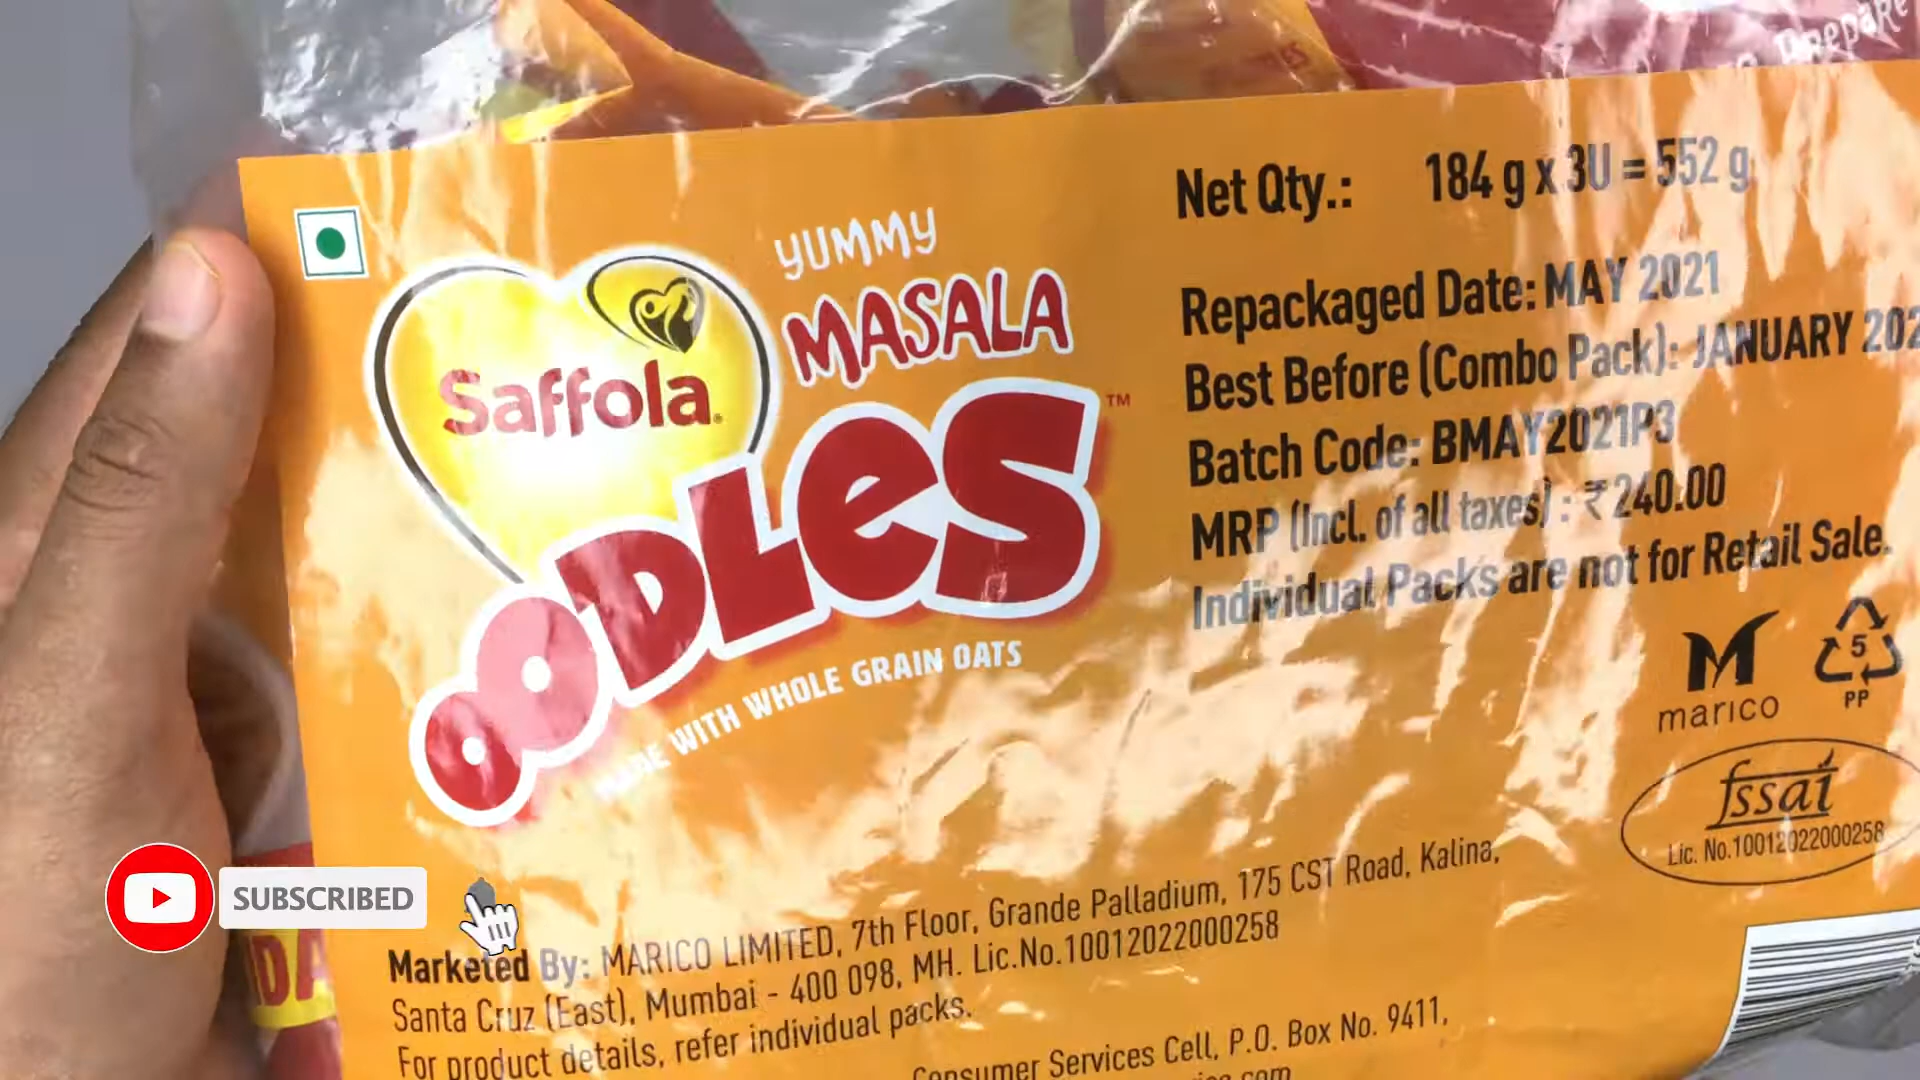 Prepare
YUMMY
MASALA
Saffola
OODLES™
MADE WITH WHOLE GRAIN OATS
Net Qty.: 184 g x 3U = 552 g
Repackaged Date: MAY 2021
Best Before (Combo Pack): JANUARY
Batch Code: BMAY2021P3
MRP (Incl. of all taxes) : ₹ 240.00
Individual Packs are not for Retail Sale.
marico
5
PP
fssai
Lic. No.10012022000258
SUBSCRIBED
Marketed By: MARICO LIMITED, 7th Floor, Grande Palladium, 175 CST Road, Kalina,
Santa Cruz (East), Mumbai - 400 098, MH. Lic.No.10012022000258
For product details, refer individual packs.
Consumer Services Cell, P.O. Box No. 9411,